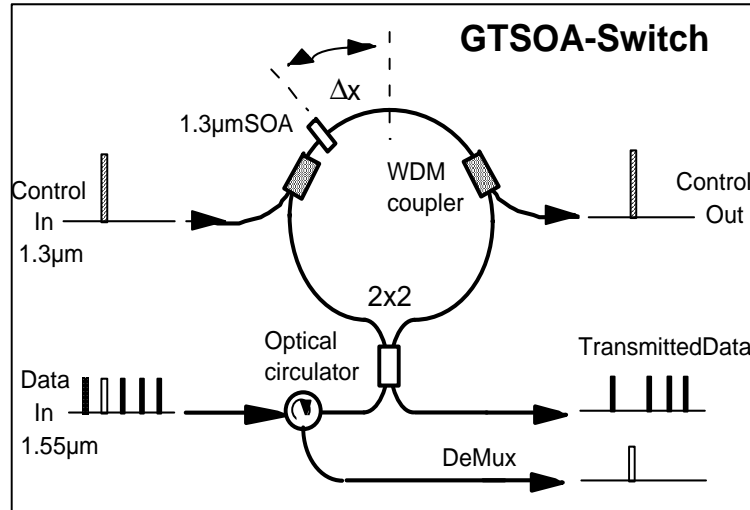 GTSOA-Switch
Δx
1.3µmSOA
Control
In
1.3µm
WDM
coupler
Control
Out
2x2
Optical
circulator
Data
In
1.55µm
TransmittedData
DeMux